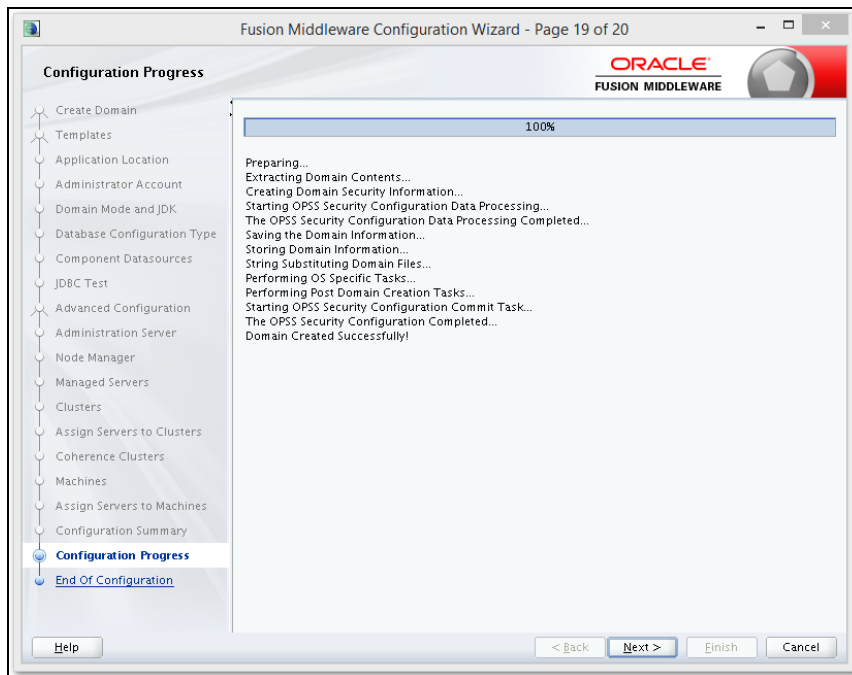 Fusion Middleware Configuration Wizard - Page 19 of 20
Configuration Progress
ORACLE
FUSION MIDDLEWARE
Create Domain
Templates
Application Location
Administrator Account
Domain Mode and JDK
Database Configuration Type
Component Datasources
JDBC Test
Advanced Configuration
Administration Server
Node Manager
Managed Servers
Clusters
Assign Servers to Clusters
Coherence Clusters
Machines
Assign Servers to Machines
Configuration Summary
Configuration Progress
End Of Configuration
100%
Preparing...
Extracting Domain Contents...
Creating Domain Security Information...
Starting OPSS Security Configuration Data Processing...
The OPSS Security Configuration Data Processing Completed...
Saving the Domain Information...
Storing Domain Information...
String Substituting Domain Files...
Performing OS Specific Tasks...
Performing Post Domain Creation Tasks...
Starting OPSS Security Configuration Commit Task...
The OPSS Security Configuration Completed...
Domain Created Successfully!
Help
< Back
Next >
Finish
Cancel